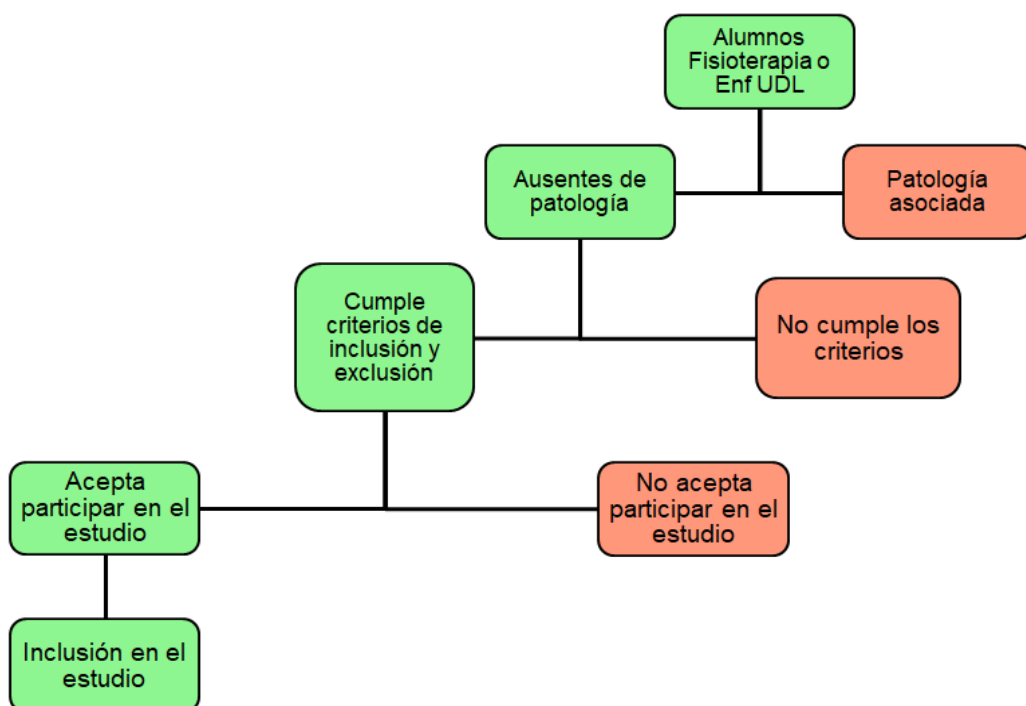 Alumnos
Fisioterapia o
Enf UDL
Ausentes de
patología
Patología
asociada
Cumple
criterios de
inclusión y
exclusión
No cumple los
criterios
Acepta
participar en el
estudio
No acepta
participar en el
estudio
Inclusión en el
estudio